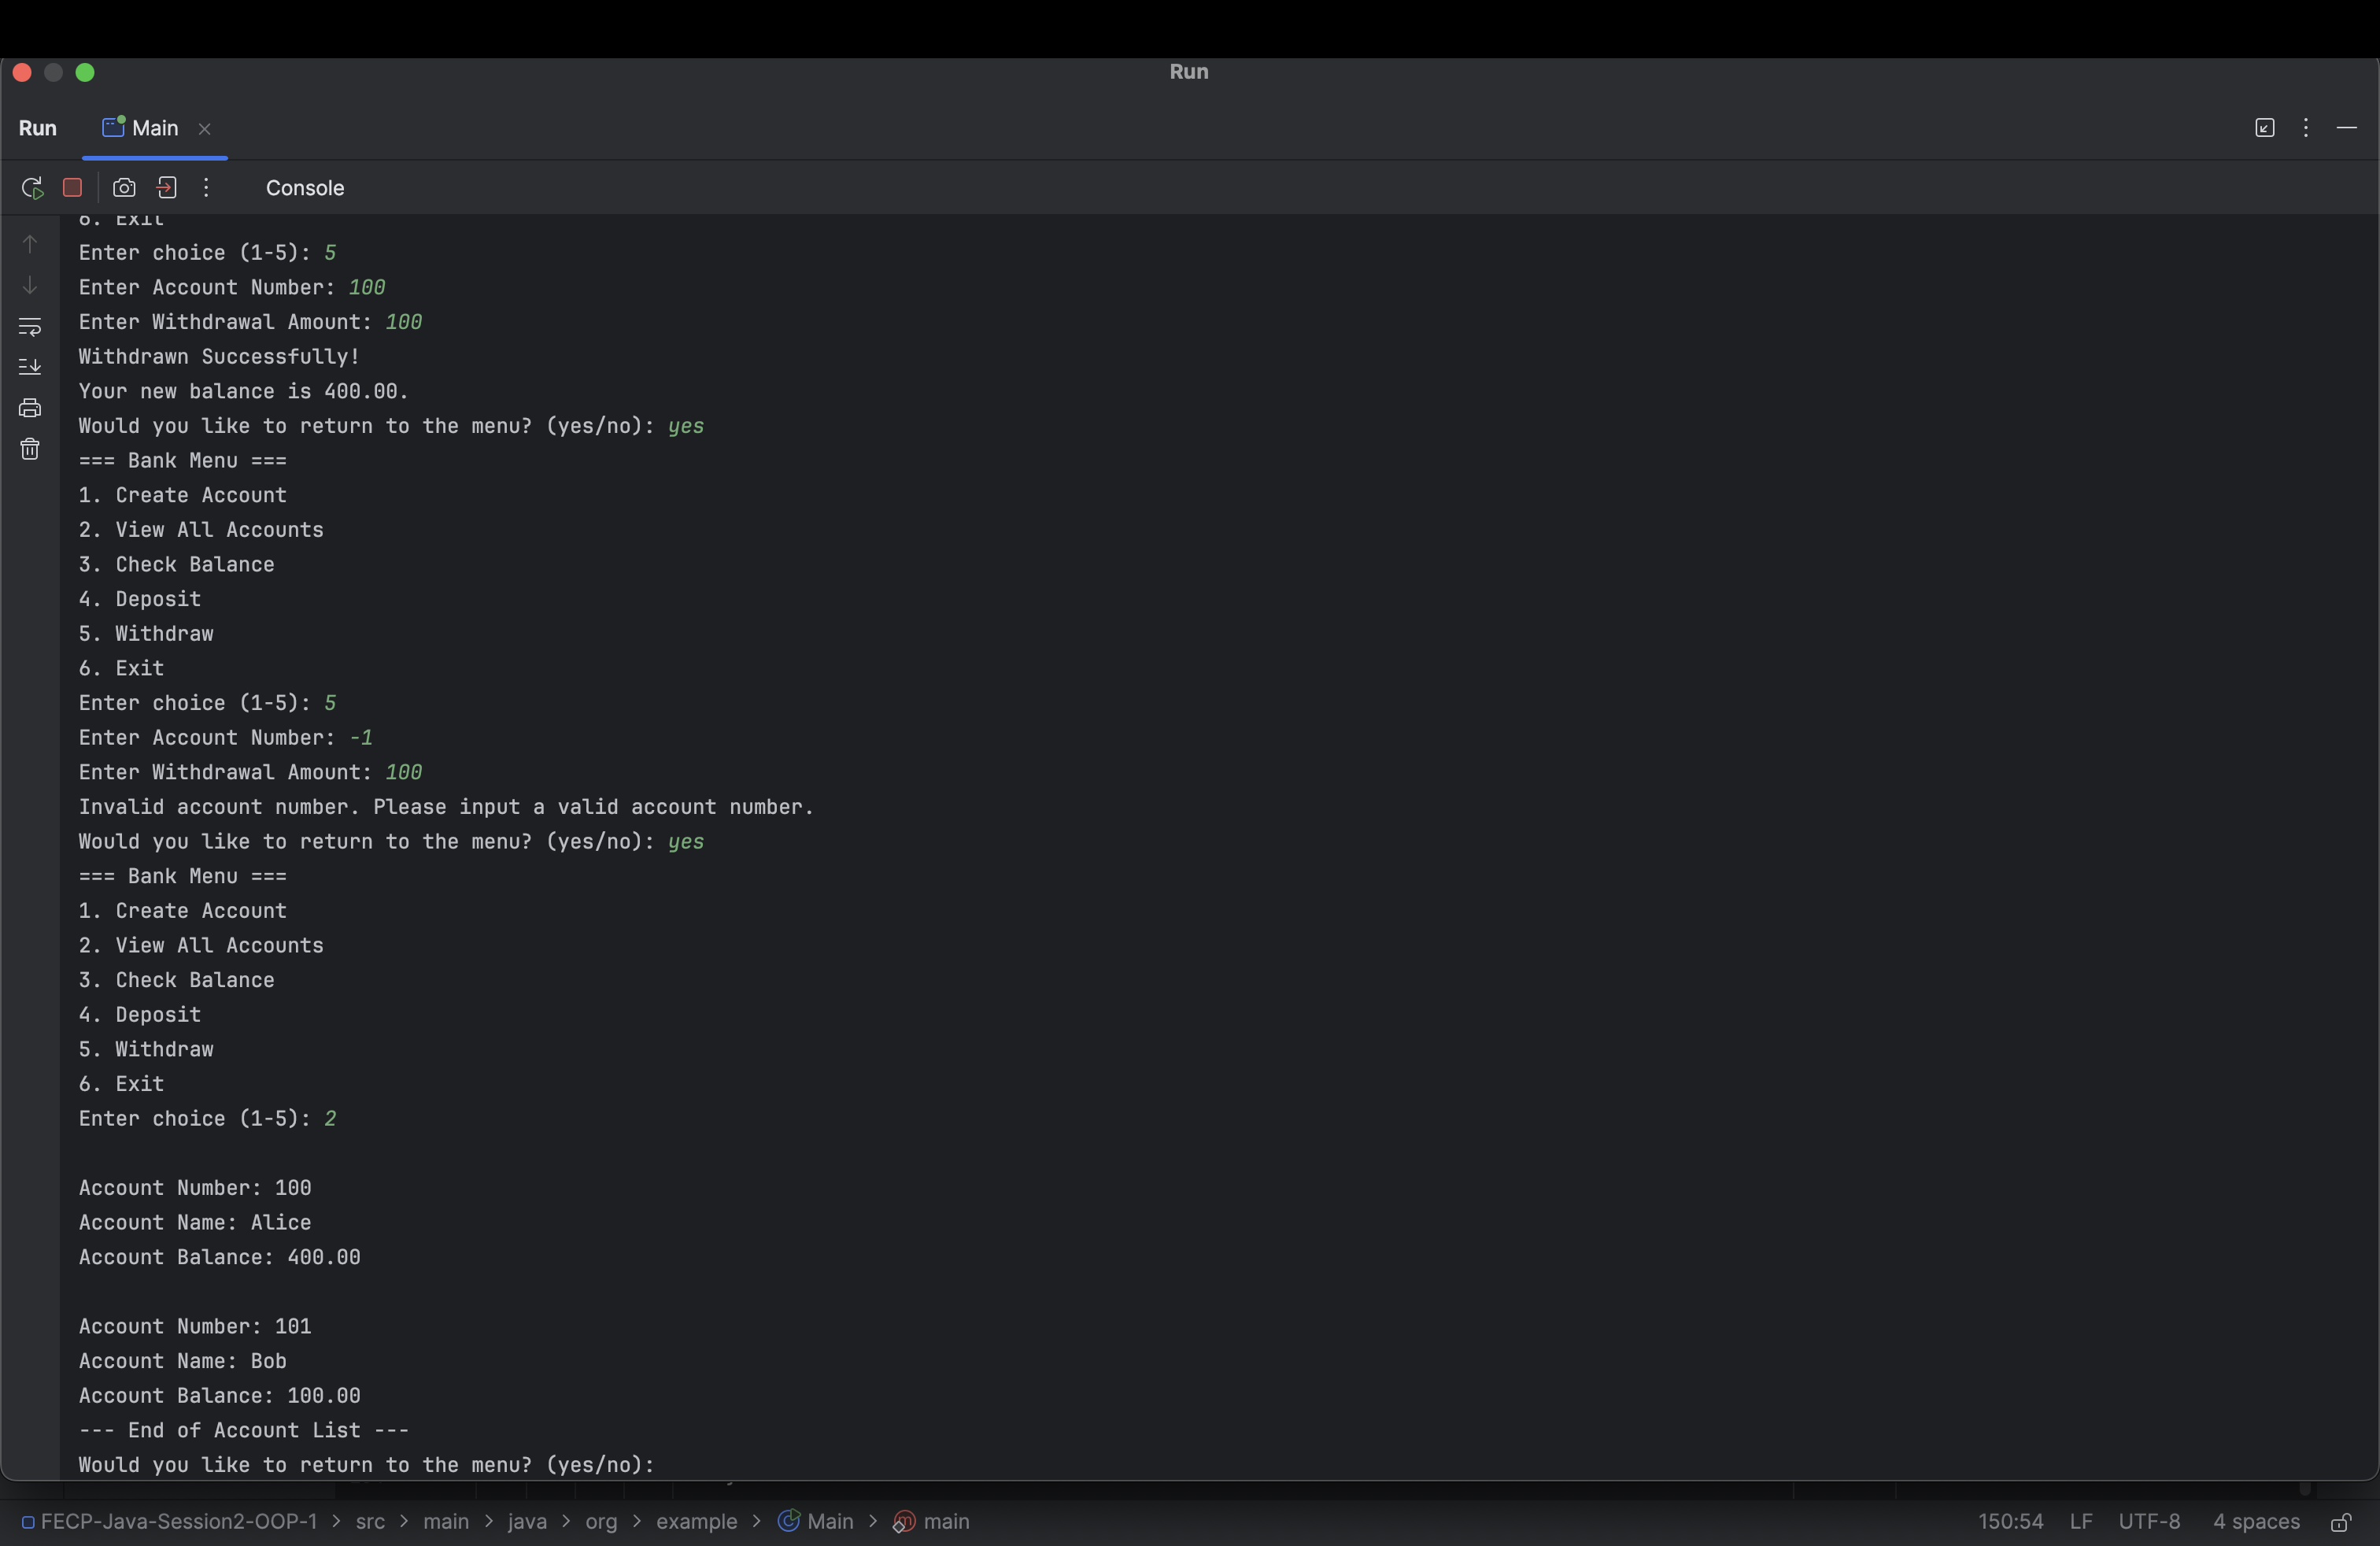 Run
Run Main
Console
6. Exit
Enter choice (1-5): 5
Enter Account Number: 100
Enter Withdrawal Amount: 100
Withdrawn Successfully!
Your new balance is 400.00.
Would you like to return to the menu? (yes/no): yes
=== Bank Menu ===
1. Create Account
2. View All Accounts
3. Check Balance
4. Deposit
5. Withdraw
6. Exit
Enter choice (1-5): 5
Enter Account Number: -1
Enter Withdrawal Amount: 100
Invalid account number. Please input a valid account number.
Would you like to return to the menu? (yes/no): yes
=== Bank Menu ===
1. Create Account
2. View All Accounts
3. Check Balance
4. Deposit
5. Withdraw
6. Exit
Enter choice (1-5): 2
Account Number: 100
Account Name: Alice
Account Balance: 400.00
Account Number: 101
Account Name: Bob
Account Balance: 100.00
--- End of Account List ---
Would you like to return to the menu? (yes/no):
FECP-Java-Session2-OOP-1 > src > main > java > org > example > Main > main 150:54 LF UTF-8 4 spaces